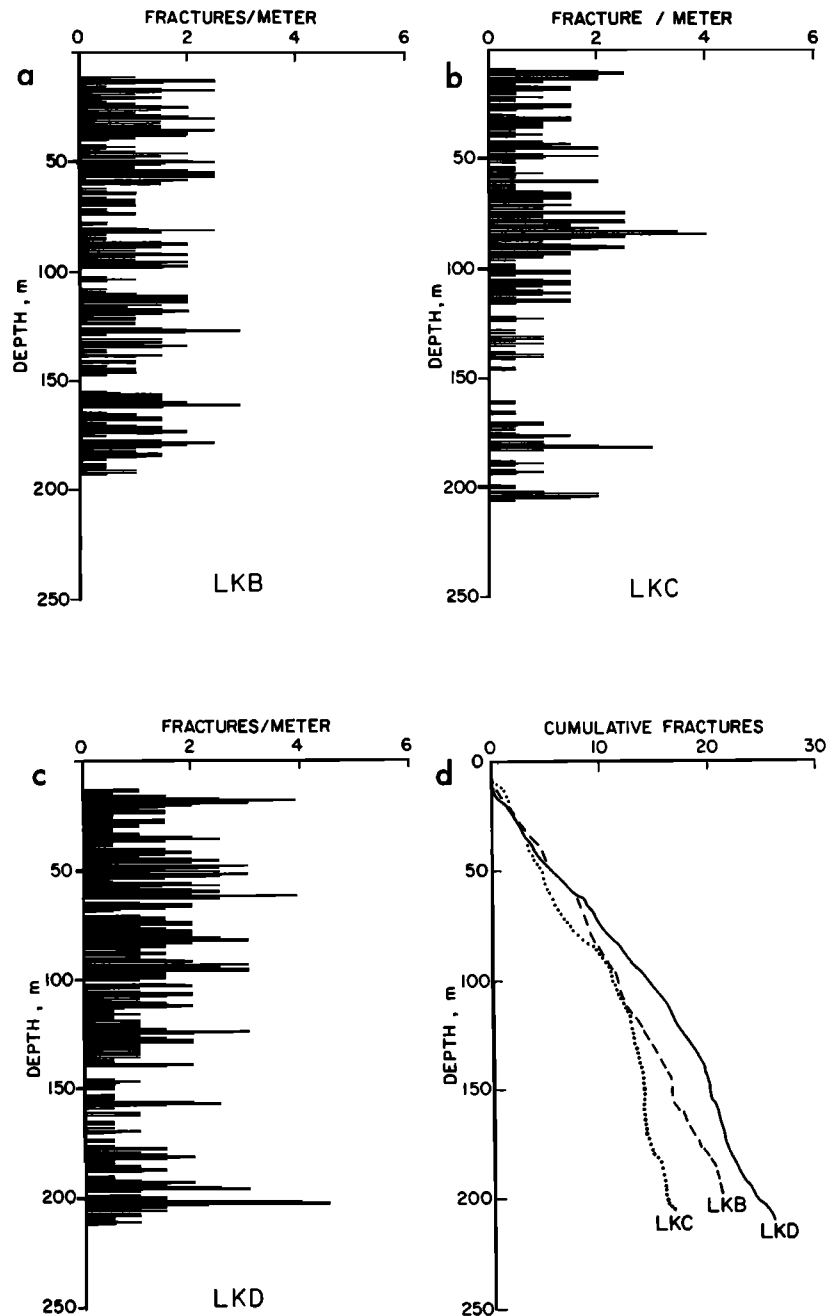 FRACTURES/METER
0 2 4 6
a
50
100
150
200
250
DEPTH, m
LKB
FRACTURE / METER
0 2 4 6
b
50
100
150
200
250
DEPTH, m
LKC
FRACTURES/METER
0 2 4 6
c
50
100
150
200
250
DEPTH, m
LKD
CUMULATIVE FRACTURES
0 10 20 30
d
0
50
100
150
200
250
DEPTH, m
LKC
LKB
LKD